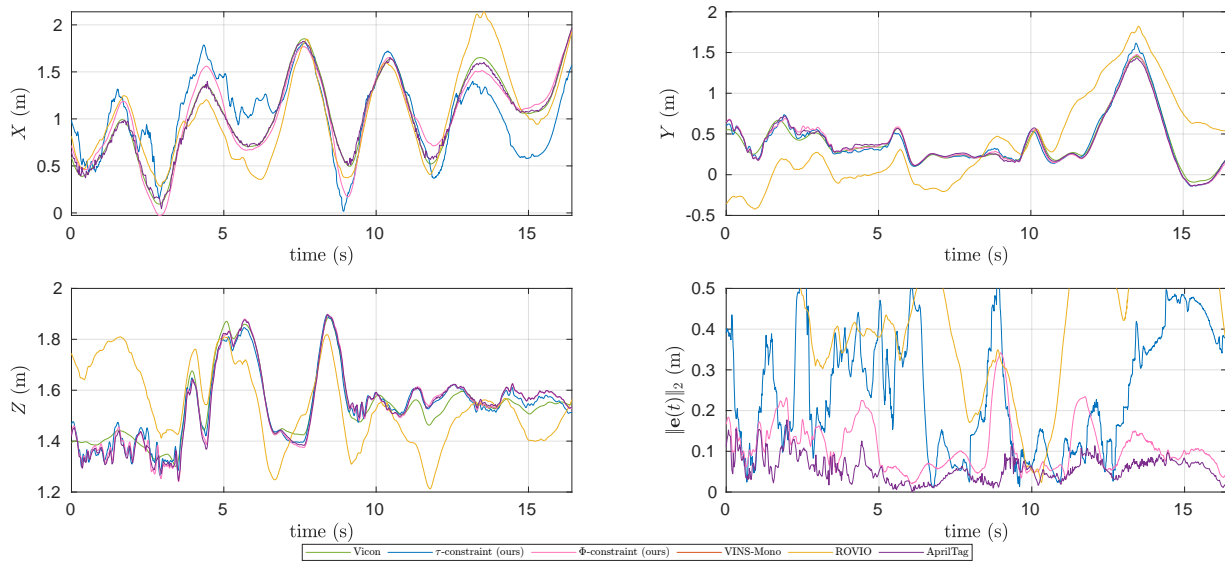 2
1.5
1
0.5
0
X (m)
0 5 10 15
time (s)
2
1.5
1
0.5
0
-0.5
Y (m)
0 5 10 15
time (s)
2
1.8
1.6
1.4
1.2
Z (m)
0 5 10 15
time (s)
0.5
0.4
0.3
0.2
0.1
0
‖e(t)‖₂ (m)
0 5 10 15
time (s)
Vicon τ-constraint (ours) Φ-constraint (ours) VINS-Mono ROVIO AprilTag